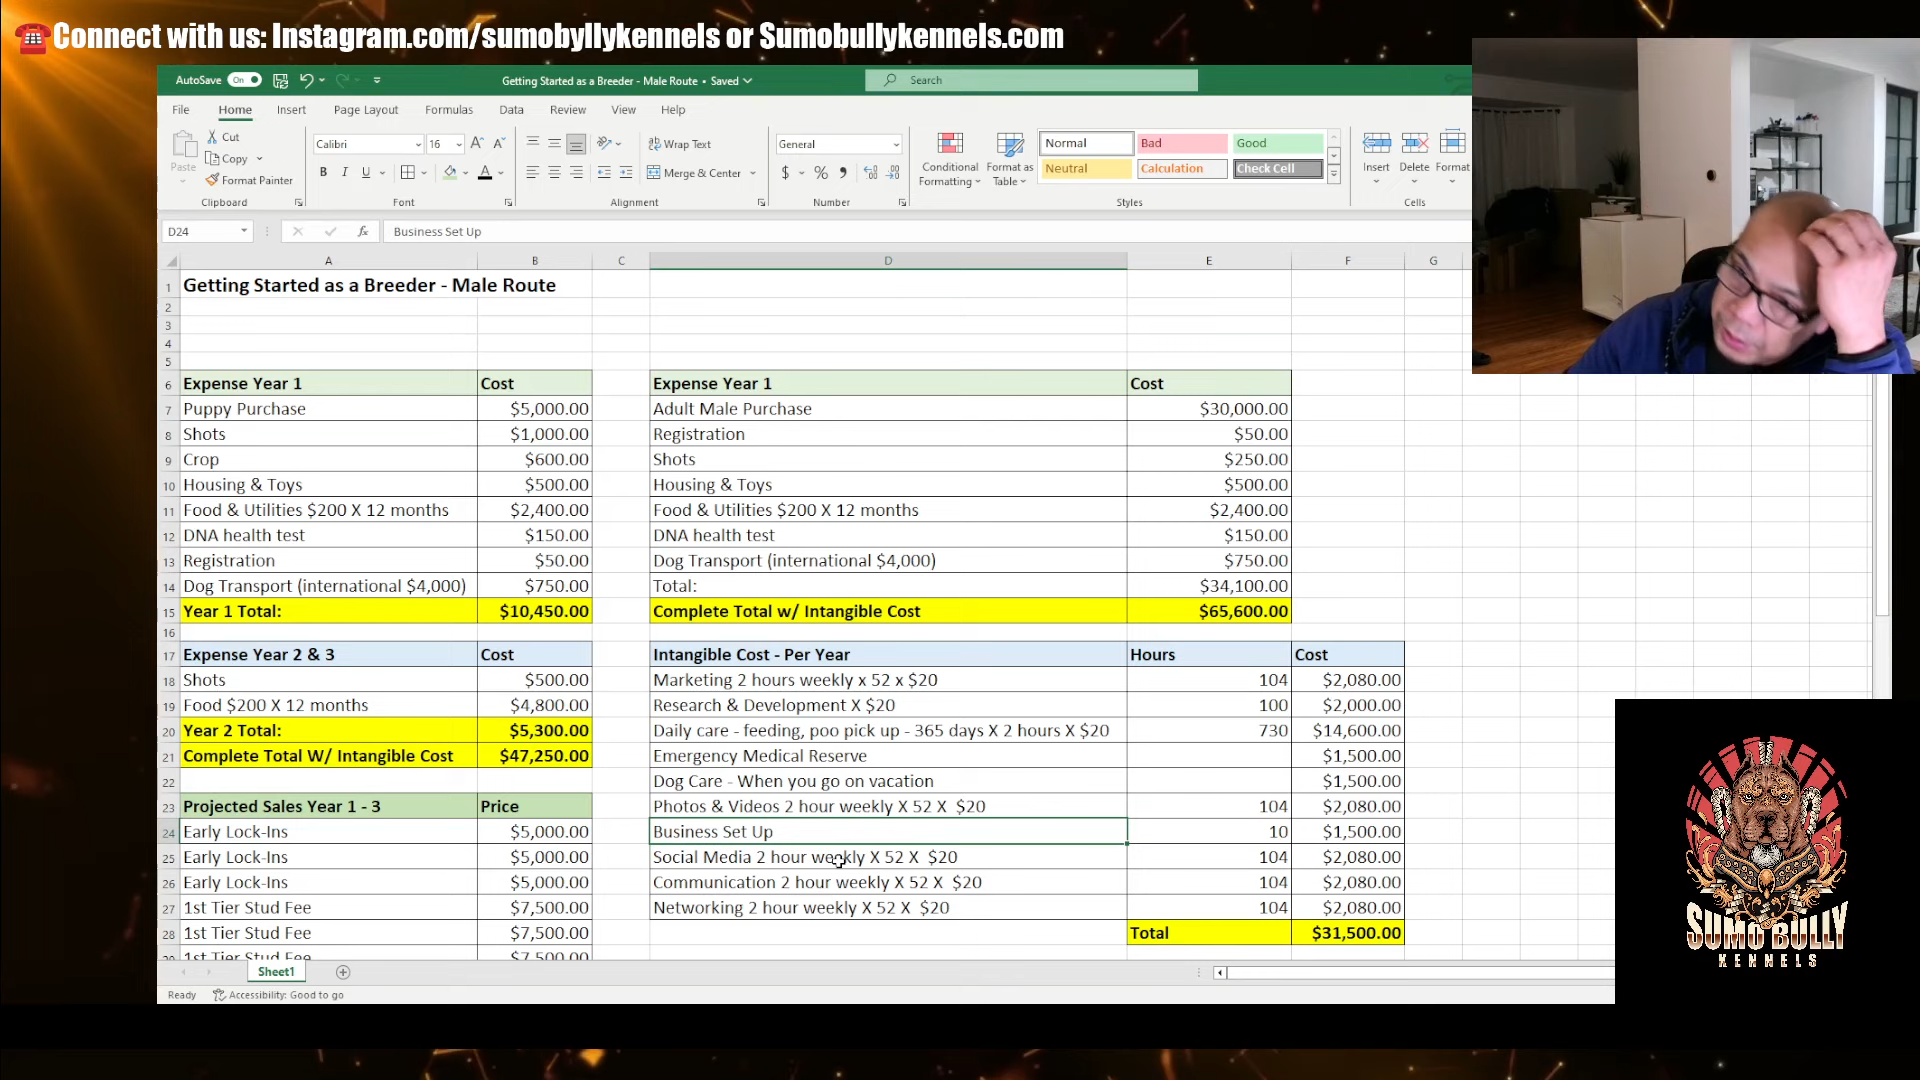 ☎Connect with us: Instagram.com/sumobyllykennels or Sumobullykennels.com
AutoSave On Getting Started as a Breeder - Male Route • Saved Search
File Home Insert Page Layout Formulas Data Review View Help
Paste Cut Copy Format Painter Clipboard
Calibri 16 B I U Font
Wrap Text Merge & Center Alignment
General $ % Number
Conditional Formatting Format as Table Normal Bad Good Neutral Calculation Check Cell Styles
Insert Delete Format Cells
D24 fx Business Set Up
A B C D E F G
1 Getting Started as a Breeder - Male Route
2
3
4
5
6 Expense Year 1 Cost Expense Year 1 Cost
7 Puppy Purchase $5,000.00 Adult Male Purchase $30,000.00
8 Shots $1,000.00 Registration $50.00
9 Crop $600.00 Shots $250.00
10 Housing & Toys $500.00 Housing & Toys $500.00
11 Food & Utilities $200 X 12 months $2,400.00 Food & Utilities $200 X 12 months $2,400.00
12 DNA health test $150.00 DNA health test $150.00
13 Registration $50.00 Dog Transport (international $4,000) $750.00
14 Dog Transport (international $4,000) $750.00 Total: $34,100.00
15 Year 1 Total: $10,450.00 Complete Total w/ Intangible Cost $65,600.00
16
17 Expense Year 2 & 3 Cost Intangible Cost - Per Year Hours Cost
18 Shots $500.00 Marketing 2 hours weekly x 52 x $20 104 $2,080.00
19 Food $200 X 12 months $4,800.00 Research & Development X $20 100 $2,000.00
20 Year 2 Total: $5,300.00 Daily care - feeding, poo pick up - 365 days X 2 hours X $20 730 $14,600.00
21 Complete Total W/ Intangible Cost $47,250.00 Emergency Medical Reserve $1,500.00
22 Dog Care - When you go on vacation $1,500.00
23 Projected Sales Year 1 - 3 Price Photos & Videos 2 hour weekly X 52 X $20 104 $2,080.00
24 Early Lock-Ins $5,000.00 Business Set Up 10 $1,500.00
25 Early Lock-Ins $5,000.00 Social Media 2 hour weekly X 52 X $20 104 $2,080.00
26 Early Lock-Ins $5,000.00 Communication 2 hour weekly X 52 X $20 104 $2,080.00
27 1st Tier Stud Fee $7,500.00 Networking 2 hour weekly X 52 X $20 104 $2,080.00
28 1st Tier Stud Fee $7,500.00 Total $31,500.00
1st Tier Stud Fee $7,500.00
Sheet1
Ready Accessibility: Good to go
SUMO BULLY
KENNELS